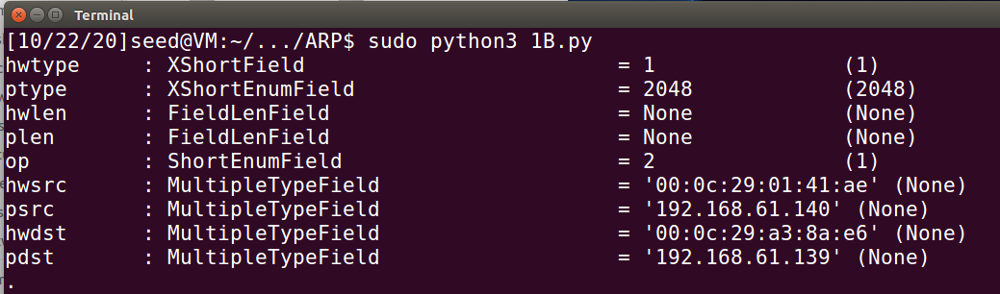 Terminal
[10/22/20]seed@VM:~/.../ARP$ sudo python3 1B.py
hwtype     : XShortField                         = 1               (1)
ptype      : XShortEnumField                     = 2048            (2048)
hwlen      : FieldLenField                       = None            (None)
plen       : FieldLenField                       = None            (None)
op         : ShortEnumField                      = 2               (1)
hwsrc      : MultipleTypeField                   = '00:0c:29:01:41:ae' (None)
psrc       : MultipleTypeField                   = '192.168.61.140' (None)
hwdst      : MultipleTypeField                   = '00:0c:29:a3:8a:e6' (None)
pdst       : MultipleTypeField                   = '192.168.61.139' (None)
.